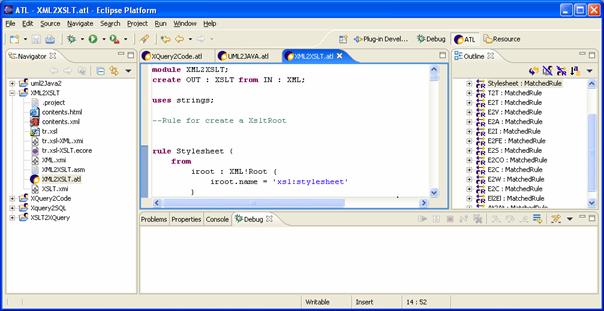 ATL - XML2XSLT.atl - Eclipse Platform
File Edit Source Navigate Search Project Run Window Help
Plug-in Devel... Debug ATL Resource
Navigator
uml2Java2
XML2XSLT
.project
contents.html
contents.xml
tr.xsl
tr.xsl-XML.xmi
tr.xsl-XSLT.ecore
XML.xmi
XML2XSLT.asm
XML2XSLT.atl
XSLT.xmi
XQuery2Code
Xquery2SQL
XSLT2XQuery
XQuery2Code.atl UML2JAVA.atl XML2XSLT.atl
module XML2XSLT;
create OUT : XSLT from IN : XML;
uses strings;
--Rule for create a XsltRoot
rule Stylesheet {
from
iroot : XML!Root (
iroot.name = 'xsl:stylesheet'
)
Outline
Stylesheet : MatchedRule
T2T : MatchedRule
E2T : MatchedRule
E2V : MatchedRule
E2A : MatchedRule
E2I : MatchedRule
E2FE : MatchedRule
E2S : MatchedRule
E2CO : MatchedRule
E2C : MatchedRule
E2W : MatchedRule
E2O : MatchedRule
El2El : MatchedRule
At2At : MatchedRule
Problems Properties Console Debug
Writable Insert 14 : 52